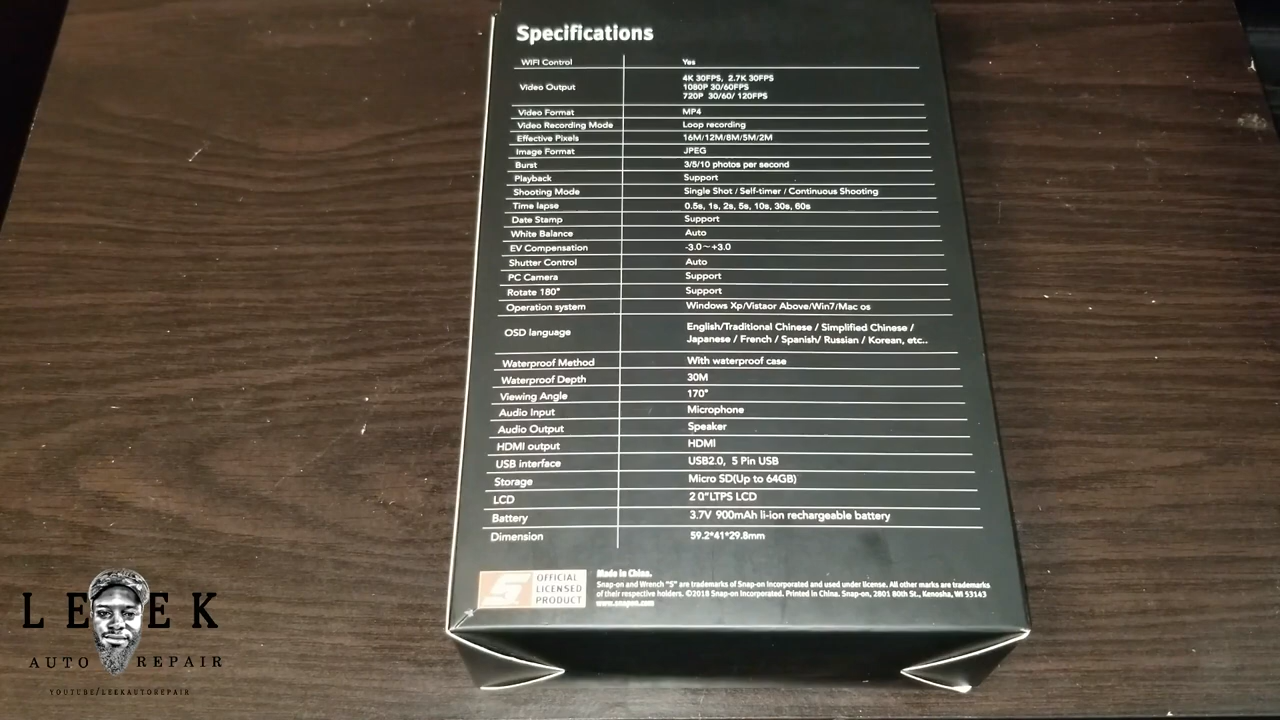 Specifications
WIFI Control Yes
Video Output 4K 30FPS, 2.7K 30FPS
1080P 30/60FPS
720P 30/60/ 120FPS
Video Format MP4
Video Recording Mode Loop recording
Effective Pixels 16M/12M/8M/5M/2M
Image Format JPEG
Burst 3/5/10 photos per second
Playback Support
Shooting Mode Single Shot / Self-timer / Continuous Shooting
Time lapse 0.5s, 1s, 2s, 5s, 10s, 30s, 60s
Date Stamp Support
White Balance Auto
EV Compensation -3.0~+3.0
Shutter Control Auto
PC Camera Support
Rotate 180° Support
Operation system Windows Xp/Vistaor Above/Win7/Mac os
OSD language English/Traditional Chinese / Simplified Chinese /
Japanese / French / Spanish/ Russian / Korean, etc..
Waterproof Method With waterproof case
Waterproof Depth 30M
Viewing Angle 170°
Audio Input Microphone
Audio Output Speaker
HDMI output HDMI
USB interface USB2.0, 5 Pin USB
Storage Micro SD(Up to 64GB)
LCD 2.0"LTPS LCD
Battery 3.7V 900mAh li-ion rechargeable battery
Dimension 59.2*41*29.8mm
S OFFICIAL
LICENSED
PRODUCT
Made in China.
Snap-on and Wrench "S" are trademarks of Snap-on Incorporated and used under license. All other marks are trademarks
of their respective holders. ©2018 Snap-on Incorporated. Printed in China. Snap-on, 2801 80th St., Kenosha, WI 53143
www.snapon.com
LEEK
AUTO REPAIR
YOUTUBE/LEEKAUTOREPAIR